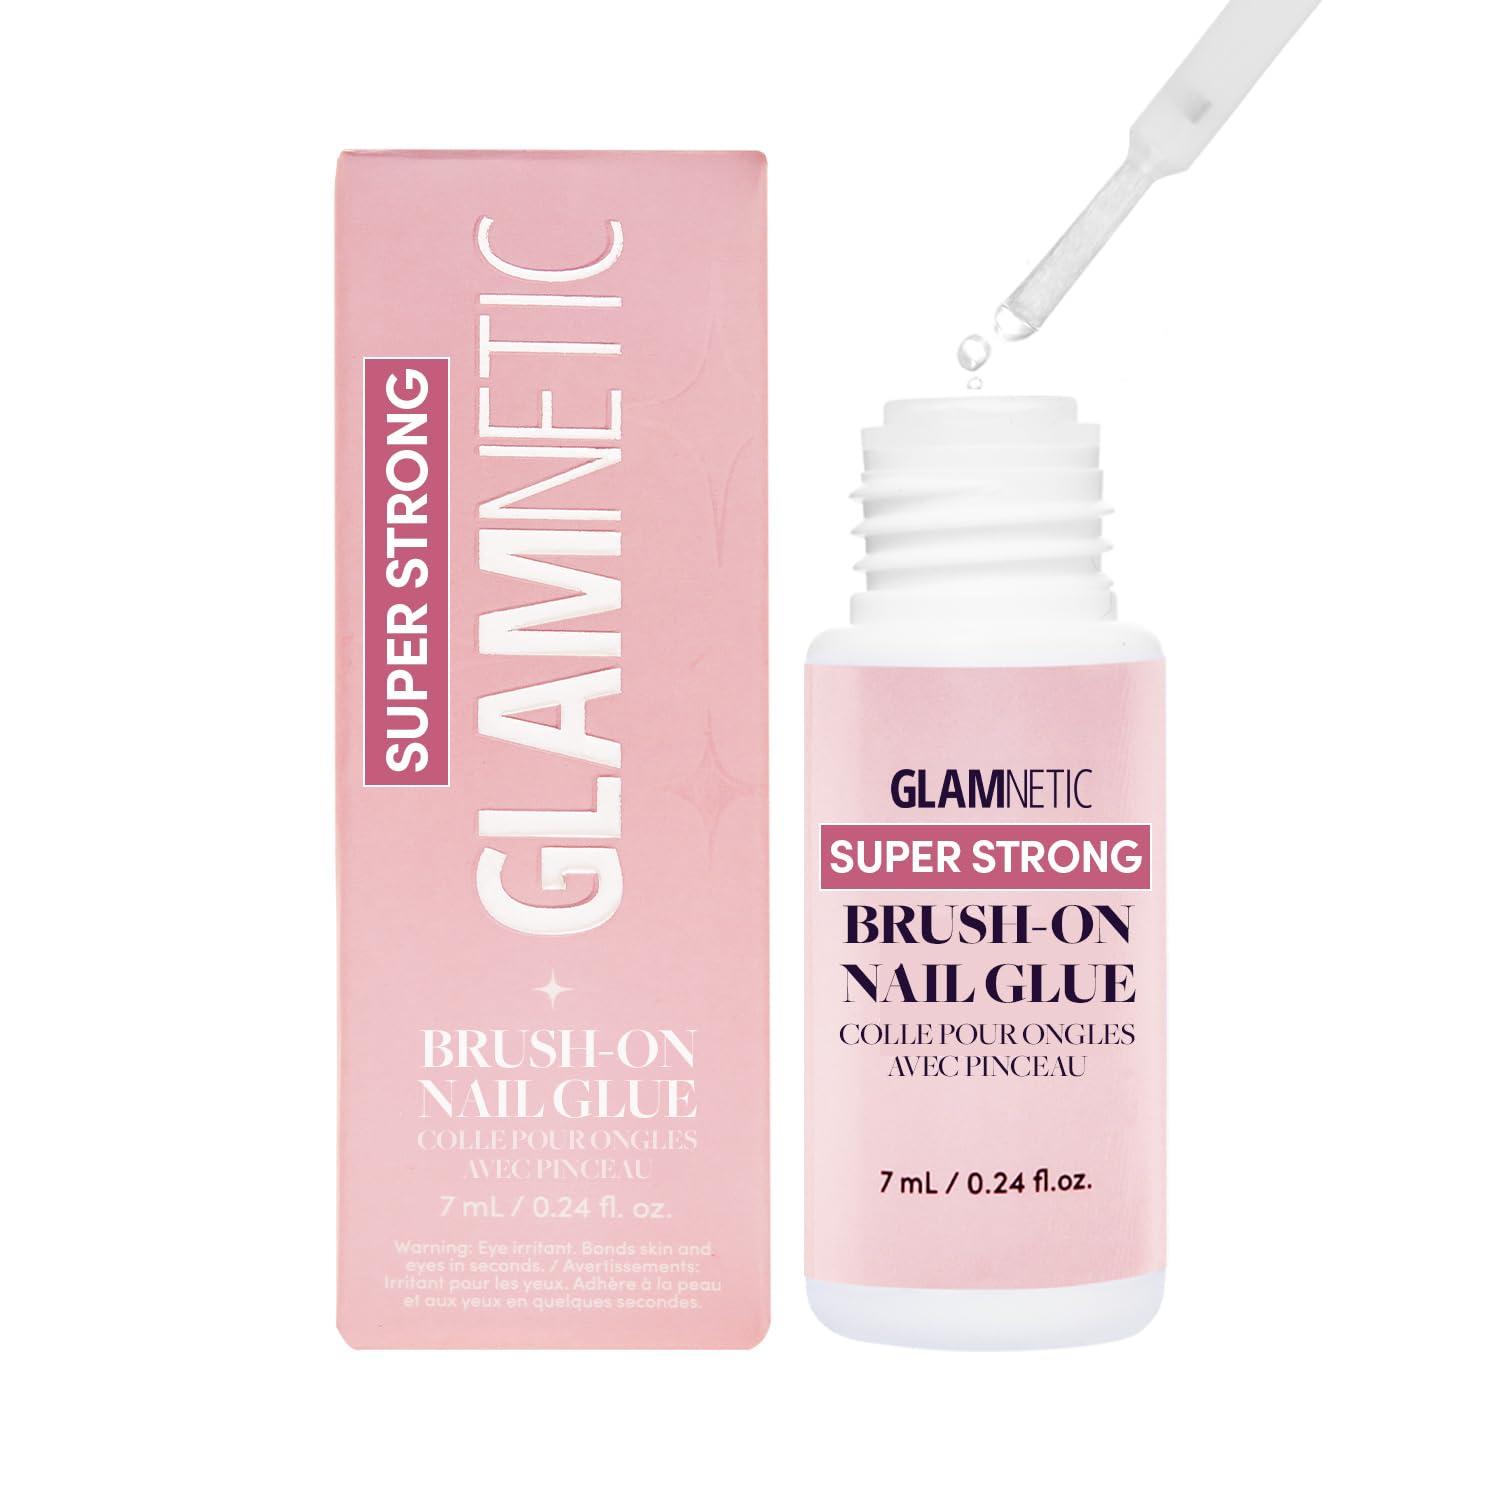 SUPER STRONG
GLAMNETIC
BRUSH-ON
NAIL GLUE
COLLE POUR ONGLES
AVEC PINCEAU
7 mL / 0.24 fl. oz.
Warning: Eye irritant. Bonds skin and
eyes in seconds. / Avertissements:
Irritant pour les yeux. Adhère à la peau
et aux yeux en quelques secondes.
GLAMNETIC
SUPER STRONG
BRUSH-ON
NAIL GLUE
COLLE POUR ONGLES
AVEC PINCEAU
7 mL / 0.24 fl.oz.